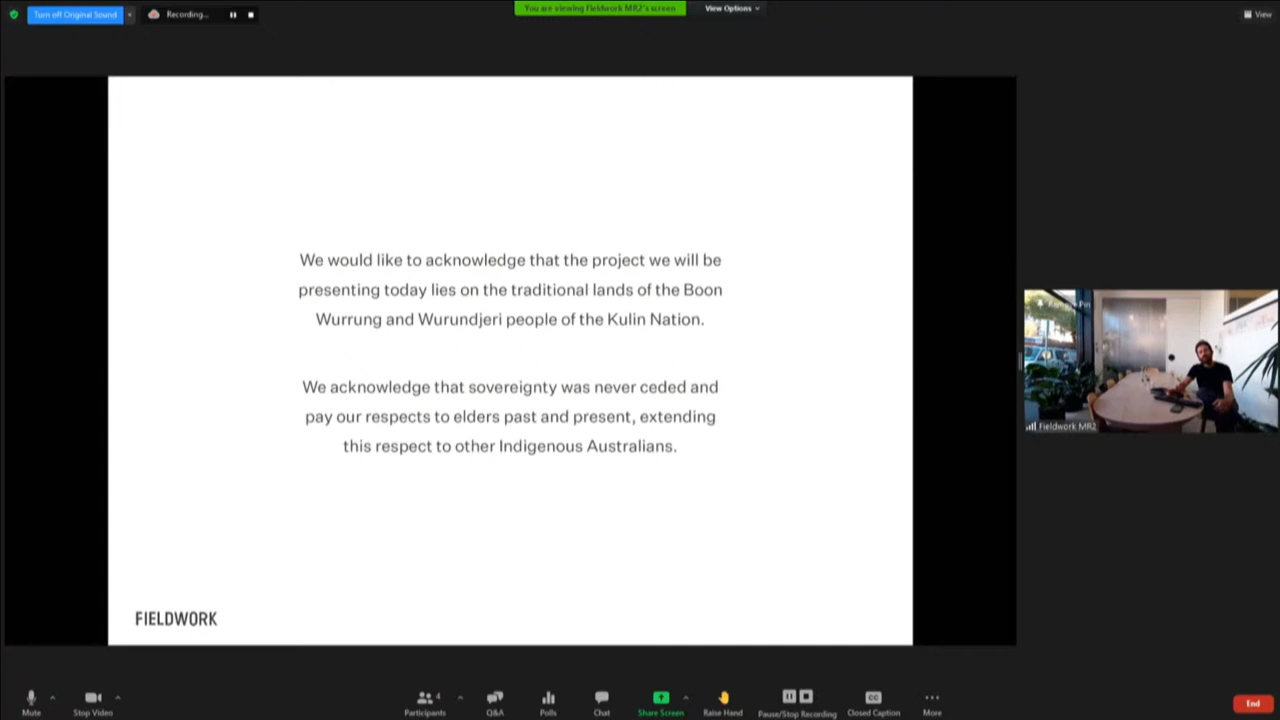 Turn off Original Sound
Recording...
You are viewing Fieldwork MR2's screen
View Options
View
We would like to acknowledge that the project we will be
presenting today lies on the traditional lands of the Boon
Wurrung and Wurundjeri people of the Kulin Nation.
We acknowledge that sovereignty was never ceded and
pay our respects to elders past and present, extending
this respect to other Indigenous Australians.
FIELDWORK
Remove Pin
Fieldwork MR2
Mute
Stop Video
4
Participants
Q&A
Polls
Chat
Share Screen
Raise Hand
Pause/Stop Recording
CC
Closed Caption
More
End